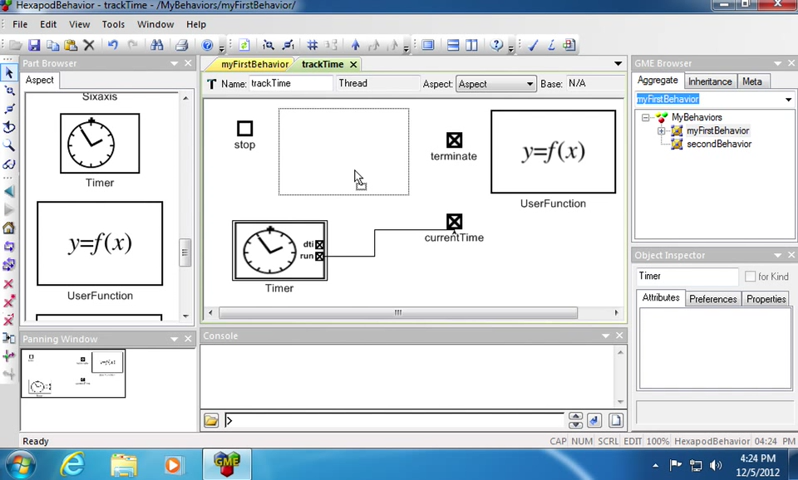 HexapodBehavior - trackTime - /MyBehaviors/myFirstBehavior/
File Edit View Tools Window Help
Part Browser
Aspect
Sixaxis
Timer
y=f(x)
UserFunction
Panning Window
myFirstBehavior trackTime
Name: trackTime Thread Aspect: Aspect Base: N/A
stop
terminate
y=f(x)
UserFunction
dti
run
Timer
currentTime
Console
>
GME Browser
Aggregate Inheritance Meta
myFirstBehavior
MyBehaviors
myFirstBehavior
secondBehavior
Object Inspector
Timer for Kind
Attributes Preferences Properties
Ready CAP NUM SCRL EDIT 100% HexapodBehavior 04:24 PM
GME
4:24 PM
12/5/2012